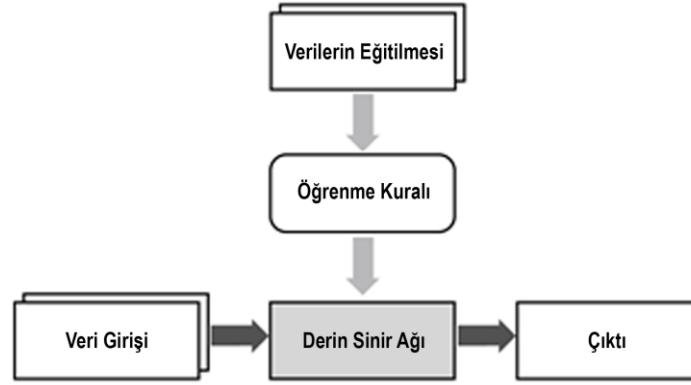 Verilerin Eğitilmesi
Öğrenme Kuralı
Veri Girişi
Derin Sinir Ağı
Çıktı